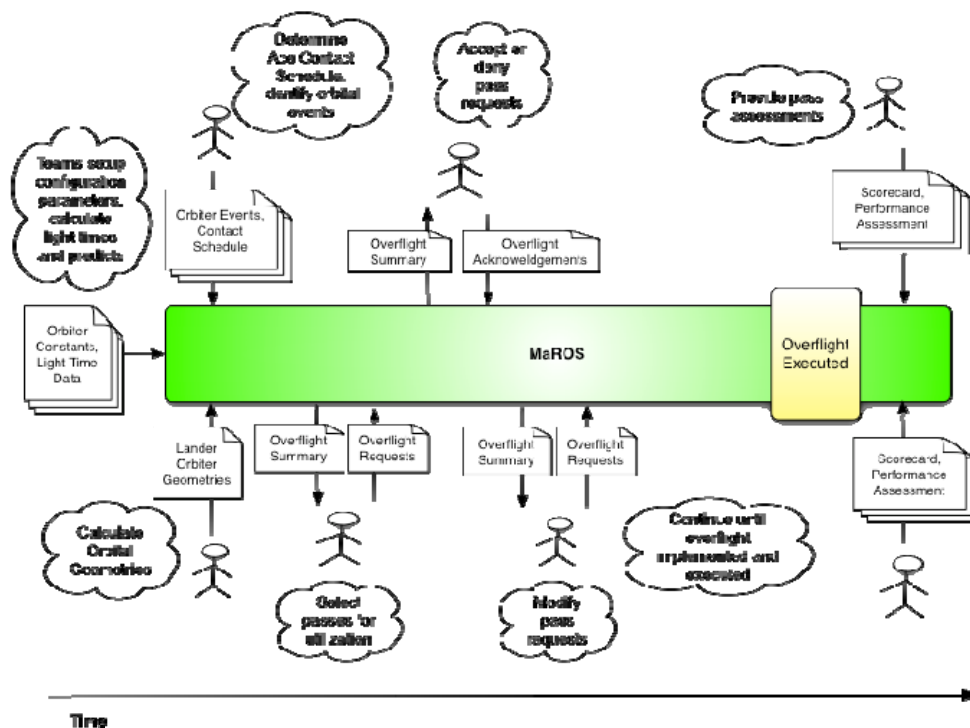 Determine
Ace Contact
Schedule,
identify orbital
events
Accept or
deny
pass
requests
Provide pass
assessments
Teams setup
configuration
parameters,
calculate
light times
and predicts
Orbiter Events,
Contact
Schedule
Overflight
Summary
Overflight
Acknoweldgements
Scorecard,
Performance
Assessment
Orbiter
Constants,
Light Time
Data
MaROS
Overflight
Executed
Lander
Orbiter
Geometries
Overflight
Summary
Overflight
Requests
Overflight
Summary
Overflight
Requests
Scorecard,
Performance
Assessment
Calculate
Orbital
Geometries
Select
passes for
utilization
Modify
pass
requests
Continue until
overflight
implemented and
executed
Time